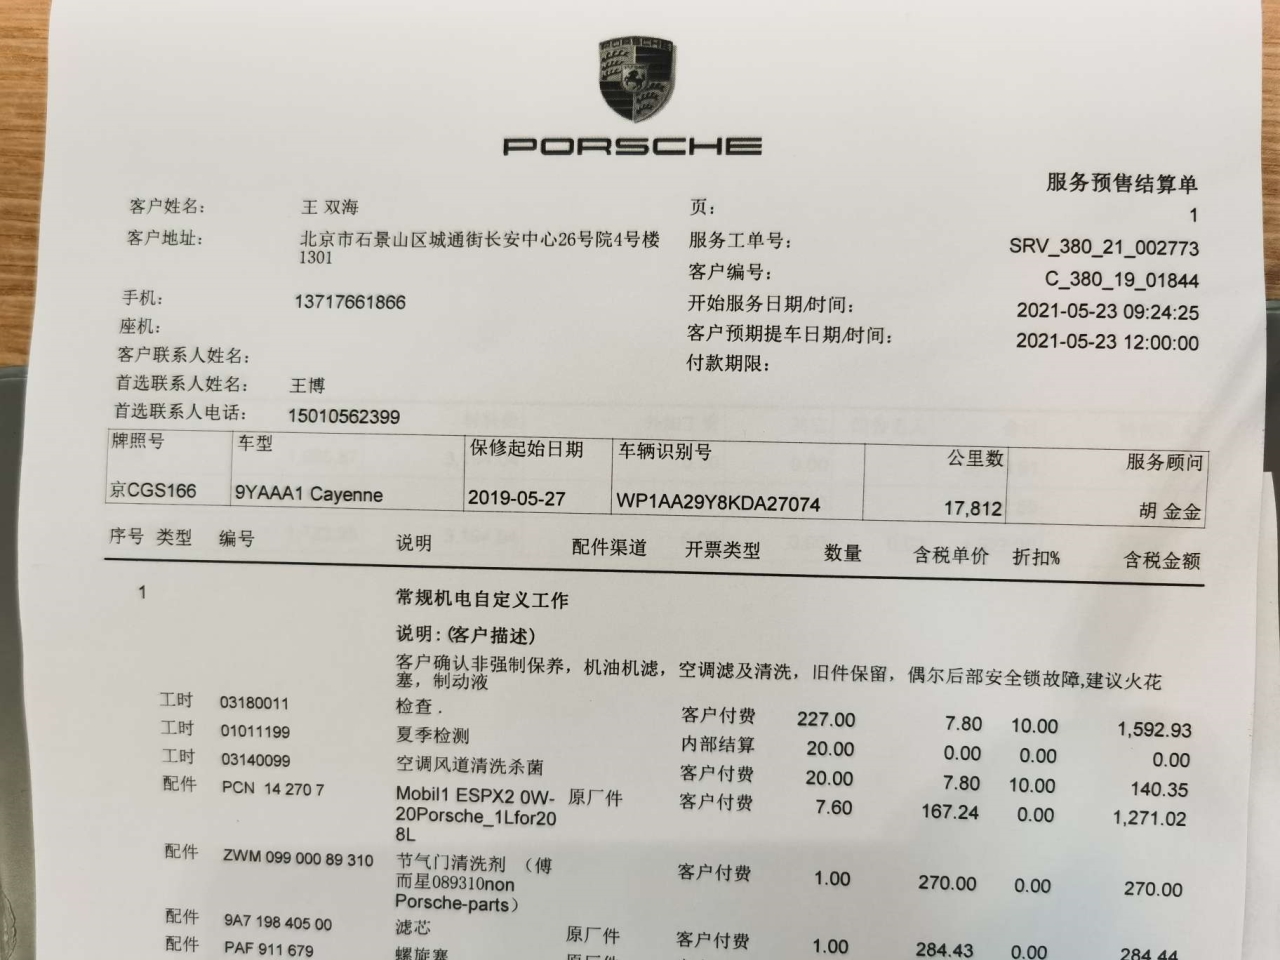 PORSCHE
PORSCHE
服务预售结算单
客户姓名： 王 双海 页： 1
客户地址： 北京市石景山区城通街长安中心26号院4号楼 服务工单号： SRV_380_21_002773
1301
客户编号： C_380_19_01844
手机： 13717661866 开始服务日期/时间： 2021-05-23 09:24:25
座机： 客户预期提车日期/时间： 2021-05-23 12:00:00
客户联系人姓名： 付款期限：
首选联系人姓名： 王博
首选联系人电话： 15010562399
牌照号 车型 保修起始日期 车辆识别号 公里数 服务顾问
京CGS166 9YAAA1 Cayenne 2019-05-27 WP1AA29Y8KDA27074 17,812 胡 金金
序号 类型 编号 说明 配件渠道 开票类型 数量 含税单价 折扣% 含税金额
1 常规机电自定义工作
说明：(客户描述)
客户确认非强制保养，机油机滤，空调滤及清洗，旧件保留，偶尔后部安全锁故障,建议火花
塞，制动液
工时 03180011 检查 . 客户付费 227.00 7.80 10.00 1,592.93
工时 01011199 夏季检测 内部结算 20.00 0.00 0.00 0.00
工时 03140099 空调风道清洗杀菌 客户付费 20.00 7.80 10.00 140.35
配件 PCN 14 270 7 Mobil1 ESPX2 0W- 原厂件 客户付费 7.60 167.24 0.00 1,271.02
20Porsche_1Lfor20
8L
配件 ZWM 099 000 89 310 节气门清洗剂 （傅 客户付费 1.00 270.00 0.00 270.00
而星089310non
Porsche-parts）
配件 9A7 198 405 00 滤芯 原厂件 客户付费 1.00 284.43 0.00 284.44
配件 PAF 911 679 螺旋塞